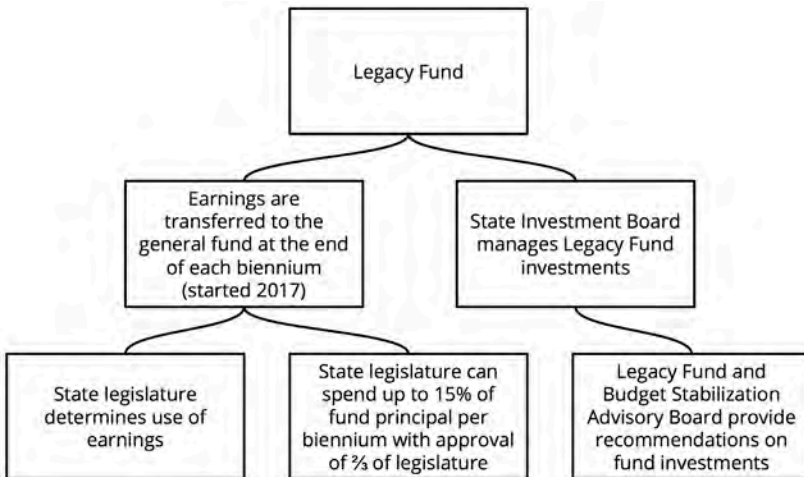 Legacy Fund
Earnings are
transferred to the
general fund at the end
of each biennium
(started 2017)
State Investment Board
manages Legacy Fund
investments
State legislature
determines use of
earnings
State legislature can
spend up to 15% of
fund principal per
biennium with approval
of ⅔ of legislature
Legacy Fund and
Budget Stabilization
Advisory Board provide
recommendations on
fund investments